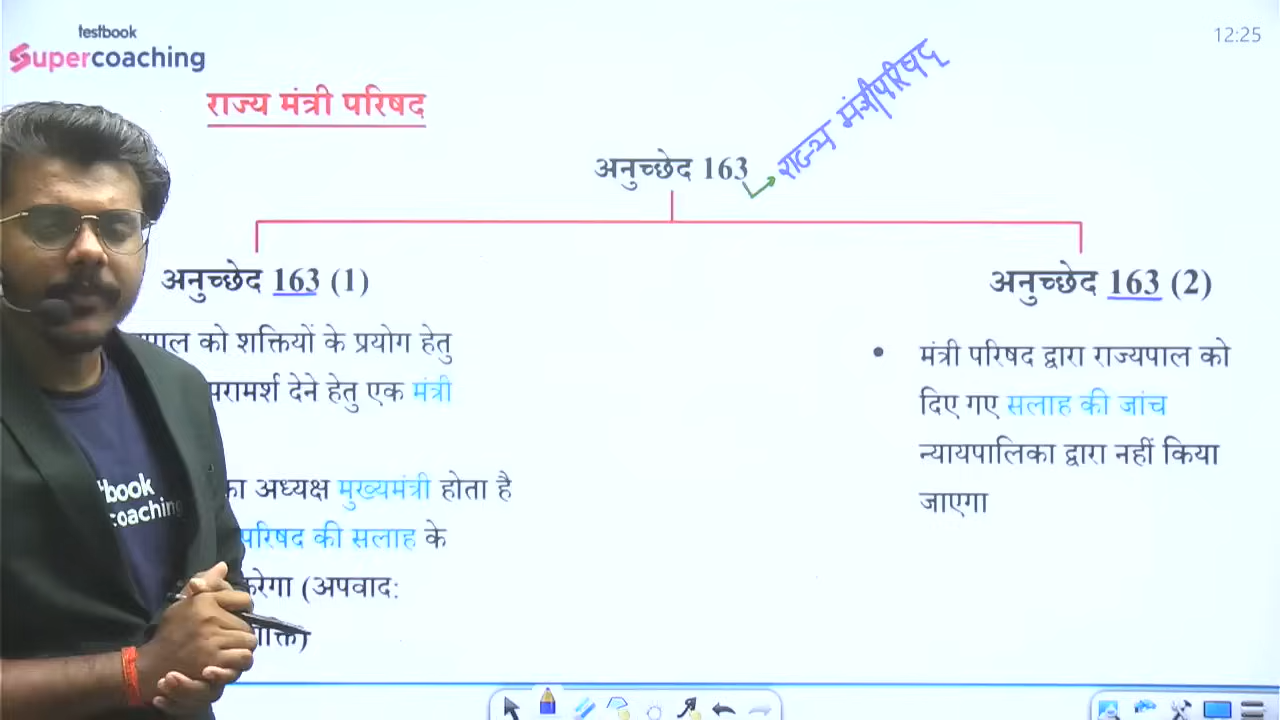 testbook
Supercoaching
12:25
राज्य मंत्री परिषद
राज्य मंत्रीपरिषद्
अनुच्छेद 163
अनुच्छेद 163 (1)
अनुच्छेद 163 (2)
को शक्तियों के प्रयोग हेतु
परामर्श देने हेतु एक मंत्री
का अध्यक्ष मुख्यमंत्री होता है
परिषद की सलाह के
करेगा (अपवाद:
• मंत्री परिषद द्वारा राज्यपाल को
दिए गए सलाह की जांच
न्यायपालिका द्वारा नहीं किया
जाएगा
book
coaching